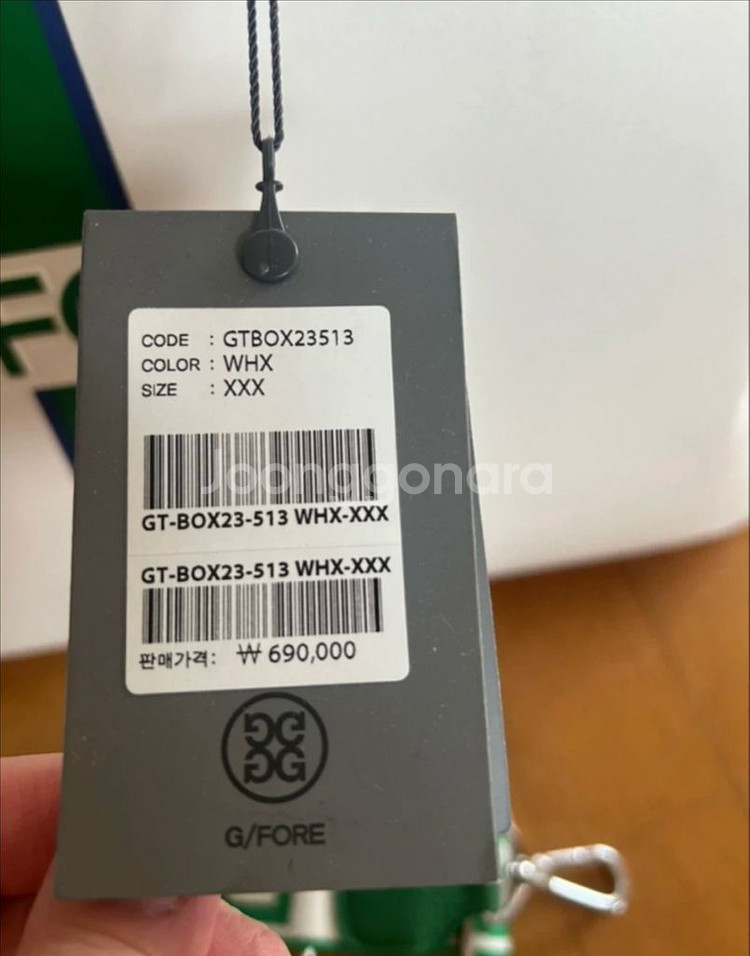 CODE : GTBOX23513
COLOR : WHX
SIZE : XXX
Joonggonara
GT-BOX23-513 WHX-XXX
GT-BOX23-513 WHX-XXX
판매가격: ₩ 690,000
G/FORE